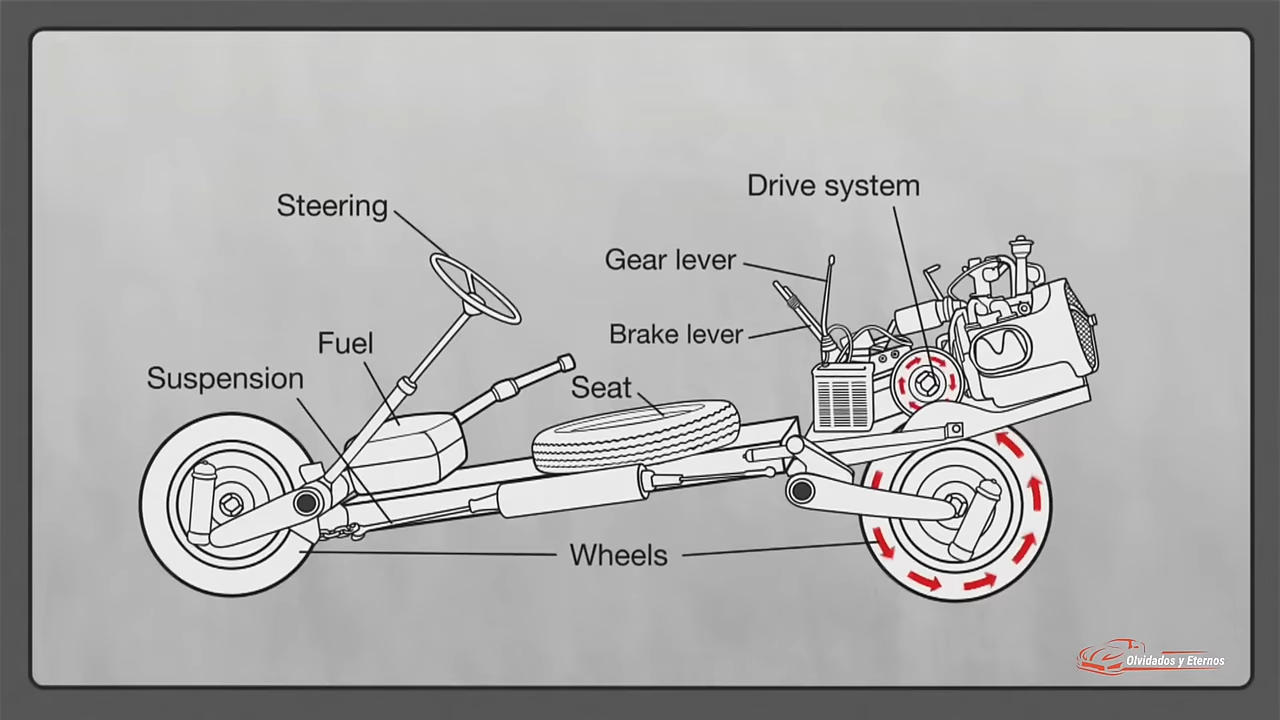 Drive system
Steering
Gear lever
Brake lever
Fuel
Suspension
Seat
Wheels
Olvidados y Eternos